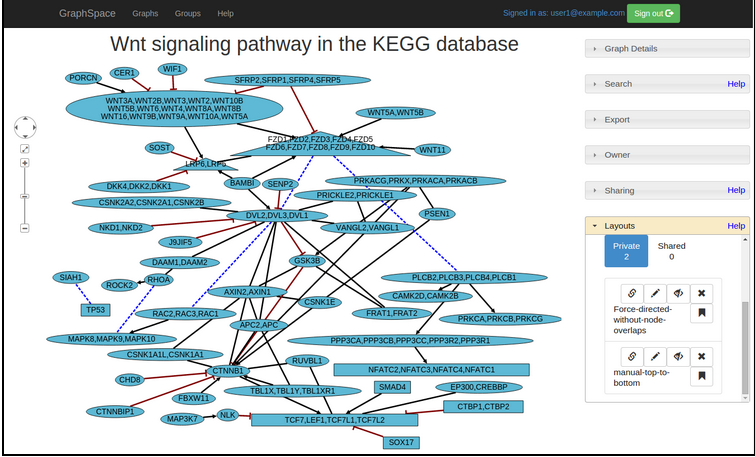 GraphSpace Graphs Groups Help Signed in as: user1@example.com Sign out
Wnt signaling pathway in the KEGG database
PORCN
CER1
WIF1
SFRP2,SFRP1,SFRP4,SFRP5
WNT3A,WNT2B,WNT3,WNT2,WNT10B
WNT5B,WNT6,WNT4,WNT8A,WNT8B
WNT16,WNT9B,WNT9A,WNT10A,WNT5A
WNT5A,WNT5B
FZD1,FZD2,FZD3,FZD4,FZD5
FZD6,FZD7,FZD8,FZD9,FZD10
WNT11
SOST
LRP6,LRP5
DKK4,DKK2,DKK1
BAMBI
SENP2
PRKACG,PRKX,PRKACA,PRKACB
PRICKLE2,PRICKLE1
CSNK2A2,CSNK2A1,CSNK2B
DVL2,DVL3,DVL1
PSEN1
NKD1,NKD2
VANGL2,VANGL1
J9JIF5
DAAM1,DAAM2
GSK3B
SIAH1
ROCK2
RHOA
PLCB2,PLCB3,PLCB4,PLCB1
AXIN2,AXIN1
CSNK1E
CAMK2D,CAMK2B
TP53
RAC2,RAC3,RAC1
FRAT1,FRAT2
PRKCA,PRKCB,PRKCG
APC2,APC
MAPK8,MAPK9,MAPK10
PPP3CA,PPP3CB,PPP3CC,PPP3R2,PPP3R1
CSNK1A1L,CSNK1A1
RUVBL1
CTNNB1
NFATC2,NFATC3,NFATC4,NFATC1
CHD8
TBL1X,TBL1Y,TBL1XR1
SMAD4
EP300,CREBBP
FBXW11
CTNNBIP1
MAP3K7
NLK
TCF7,LEF1,TCF7L1,TCF7L2
CTBP1,CTBP2
SOX17
Graph Details
Search Help
Export
Owner
Sharing Help
Layouts Help
Private Shared
2 0
Force-directed-
without-node-
overlaps
manual-top-to-
bottom